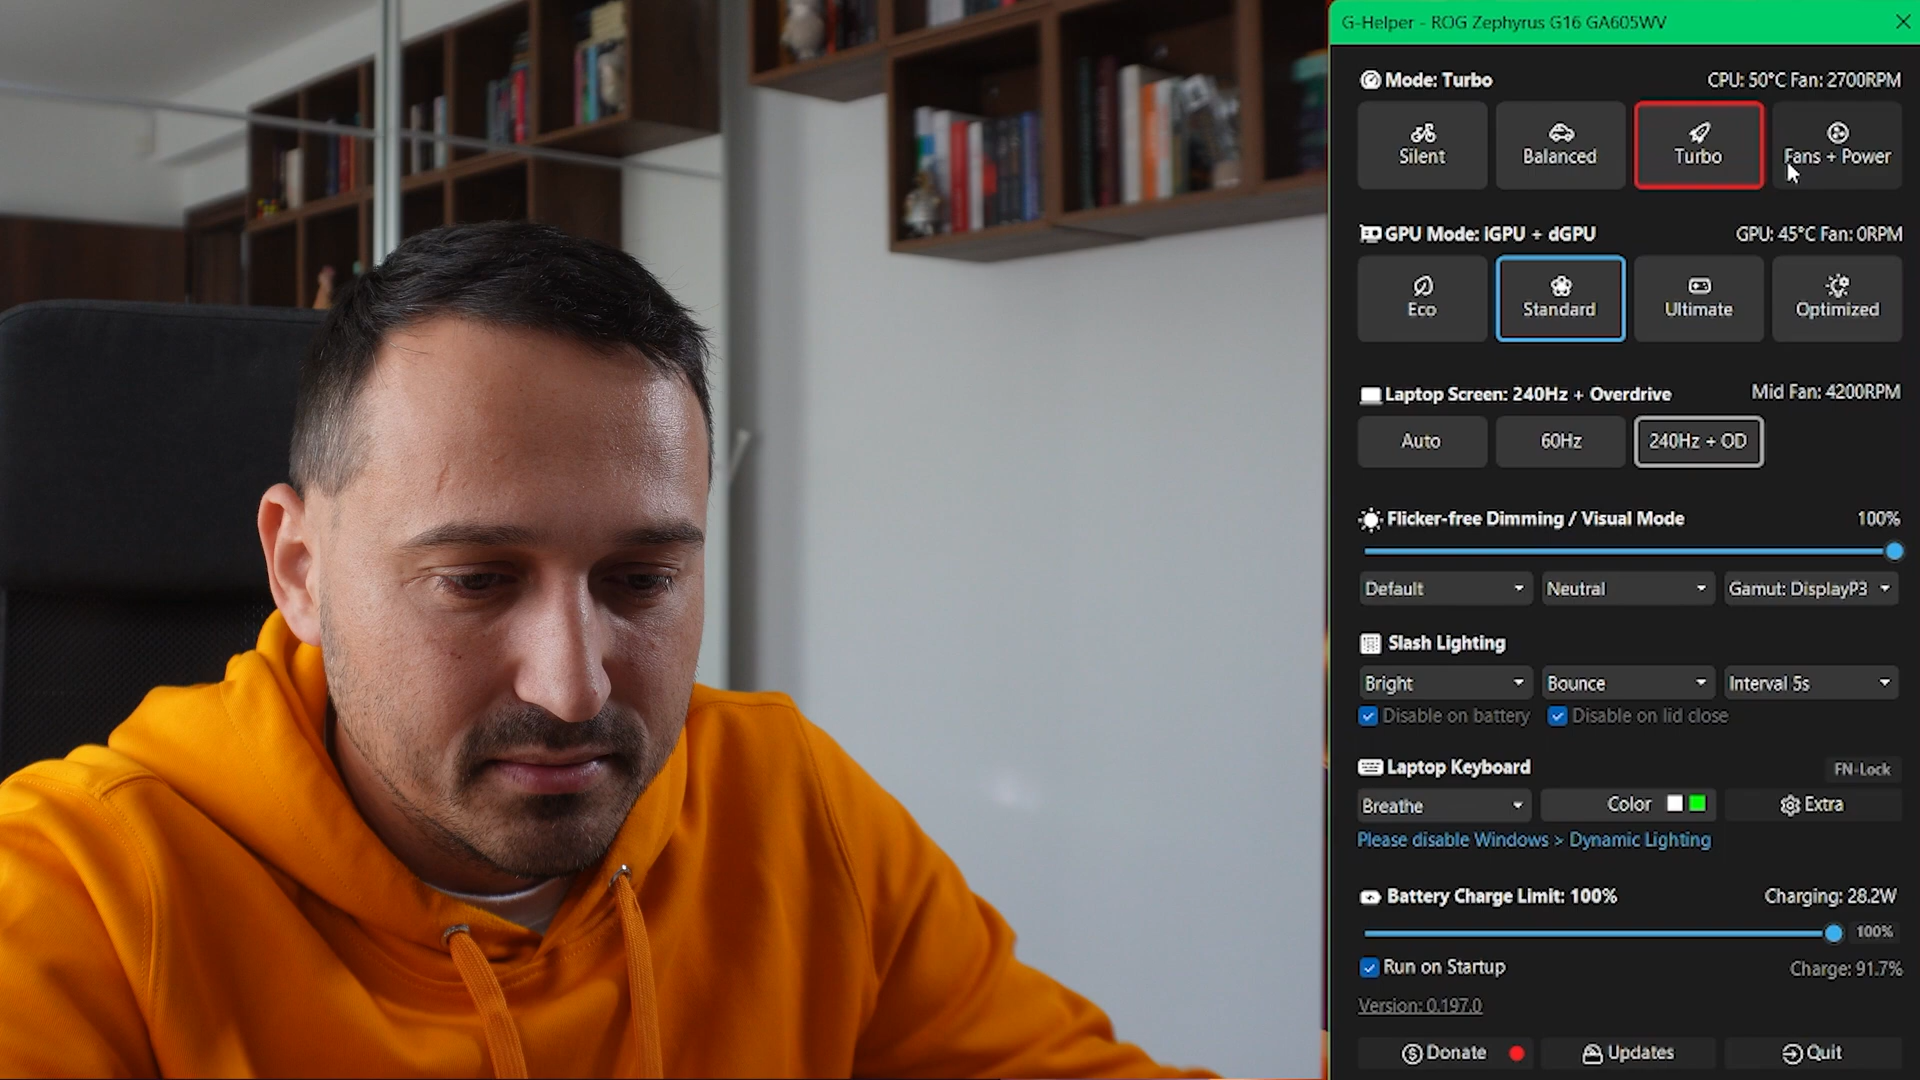 G-Helper - ROG Zephyrus G16 GA605WV
Mode: Turbo CPU: 50°C Fan: 2700RPM
Silent Balanced Turbo Fans + Power
GPU Mode: iGPU + dGPU GPU: 45°C Fan: 0RPM
Eco Standard Ultimate Optimized
Laptop Screen: 240Hz + Overdrive Mid Fan: 4200RPM
Auto 60Hz 240Hz + OD
Flicker-free Dimming / Visual Mode 100%
Default Neutral Gamut: DisplayP3
Slash Lighting
Bright Bounce Interval 5s
Disable on battery Disable on lid close
Laptop Keyboard FN-Lock
Breathe Color Extra
Please disable Windows > Dynamic Lighting
Battery Charge Limit: 100% Charging: 28.2W
100%
Run on Startup Charge: 91.7%
Version: 0.197.0
Donate Updates Quit